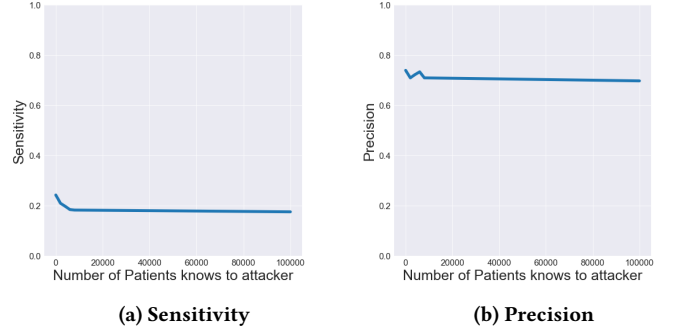 1.0
0.8
0.6
0.4
0.2
0.0
Sensitivity
0 20000 40000 60000 80000 100000
Number of Patients knows to attacker
(a) Sensitivity
1.0
0.8
0.6
0.4
0.2
0.0
Precision
0 20000 40000 60000 80000 100000
Number of Patients knows to attacker
(b) Precision